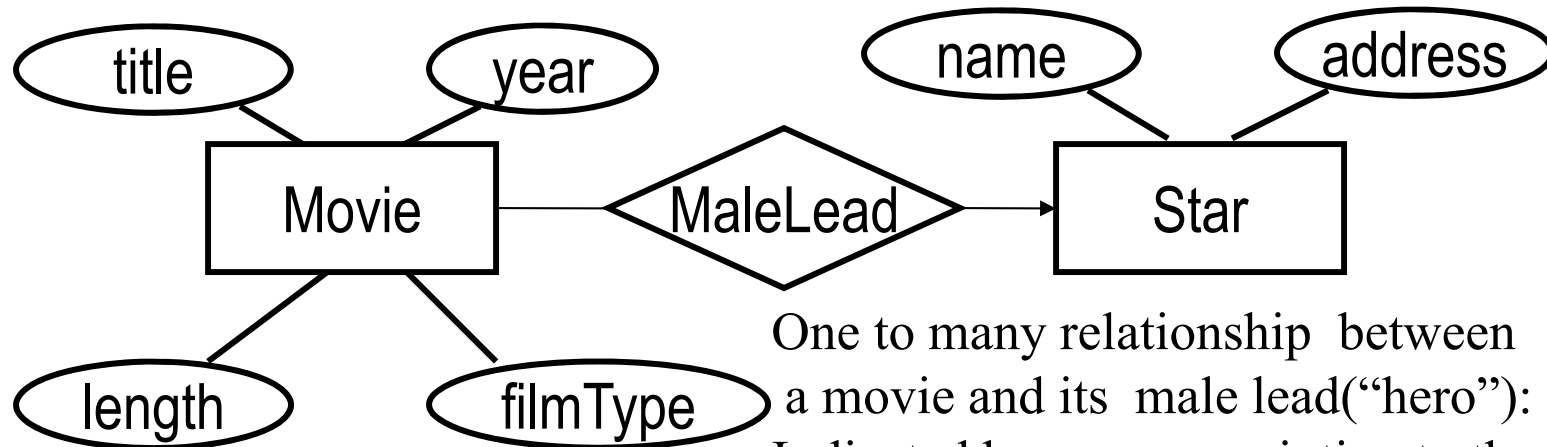 title year name address
Movie MaleLead Star
One to many relationship between
a movie and its male lead(“hero”):
length filmType